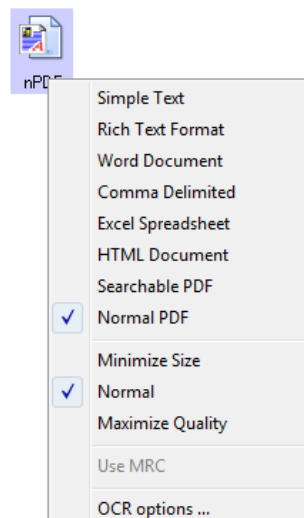 nPDF
Simple Text
Rich Text Format
Word Document
Comma Delimited
Excel Spreadsheet
HTML Document
Searchable PDF
Normal PDF
Minimize Size
Normal
Maximize Quality
Use MRC
OCR options ...